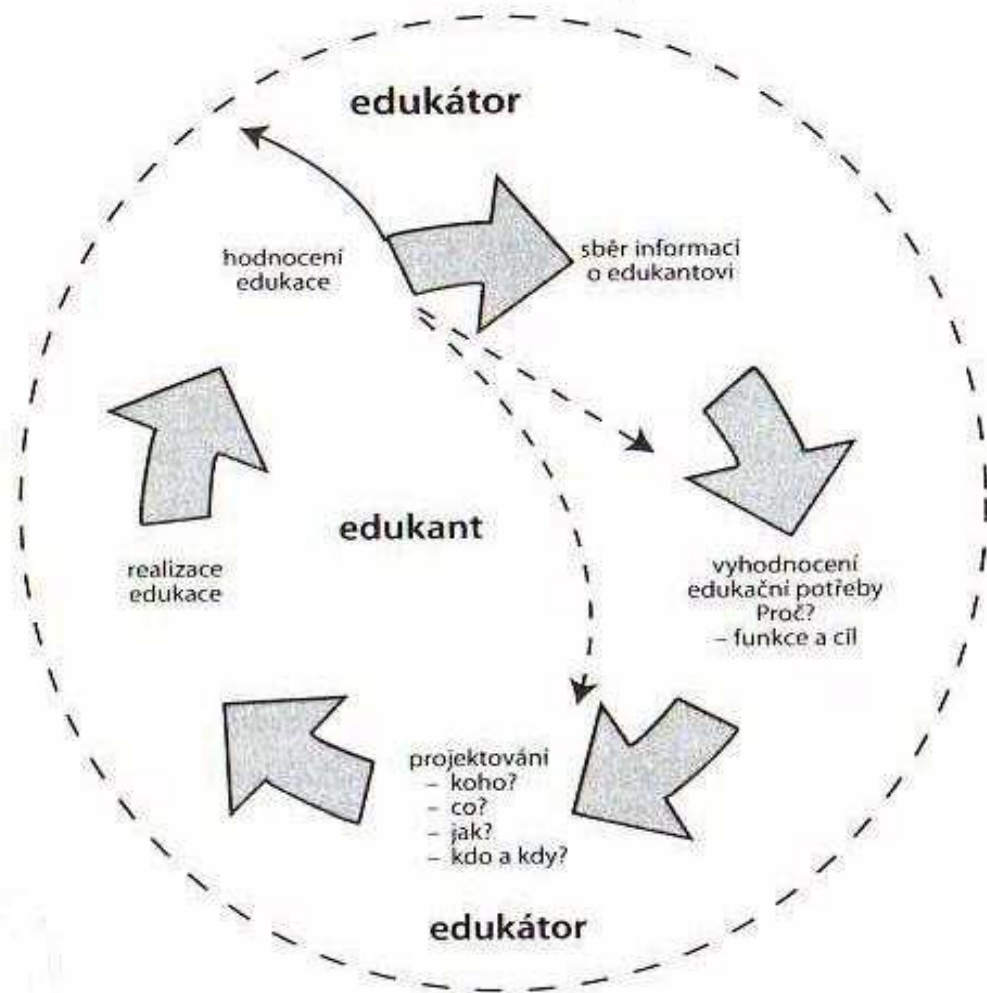 edukátor
hodnocení
edukace
sběr informací
o edukantovi
edukant
realizace
edukace
vyhodnocení
edukační potřeby
Proč?
– funkce a cíl
projektování
– koho?
– co?
– jak?
– kdo a kdy?
edukátor